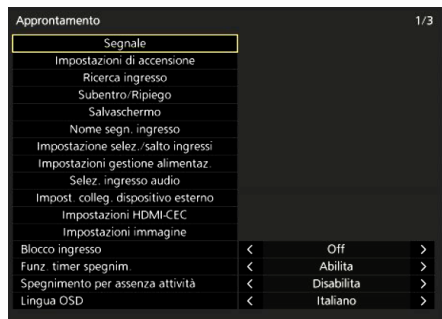 Approntamento 1/3
Segnale
Impostazioni di accensione
Ricerca ingresso
Subentro/Ripiego
Salvaschermo
Nome segn. ingresso
Impostazione selez./salto ingressi
Impostazioni gestione alimentaz.
Selez. ingresso audio
Impost. colleg. dispositivo esterno
Impostazioni HDMI-CEC
Impostazioni immagine
Blocco ingresso < Off >
Funz. timer spegnim. < Abilita >
Spegnimento per assenza attività < Disabilita >
Lingua OSD < Italiano >